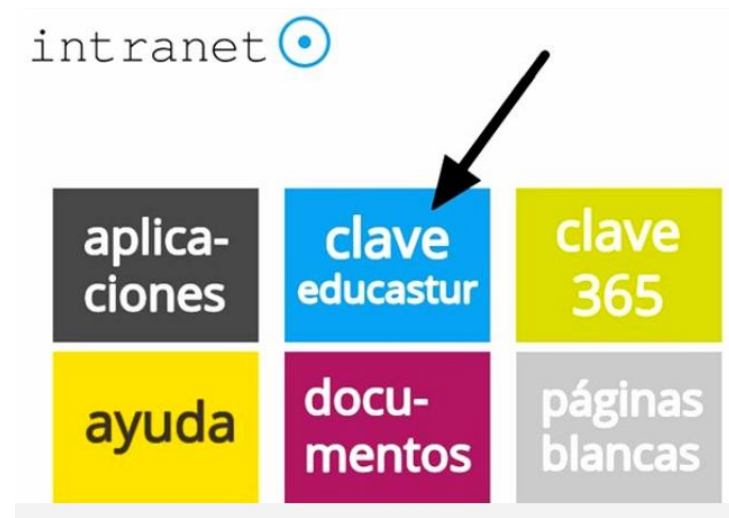 intranet
aplica-
ciones
clave
educastur
clave
365
ayuda
docu-
mentos
páginas
blancas